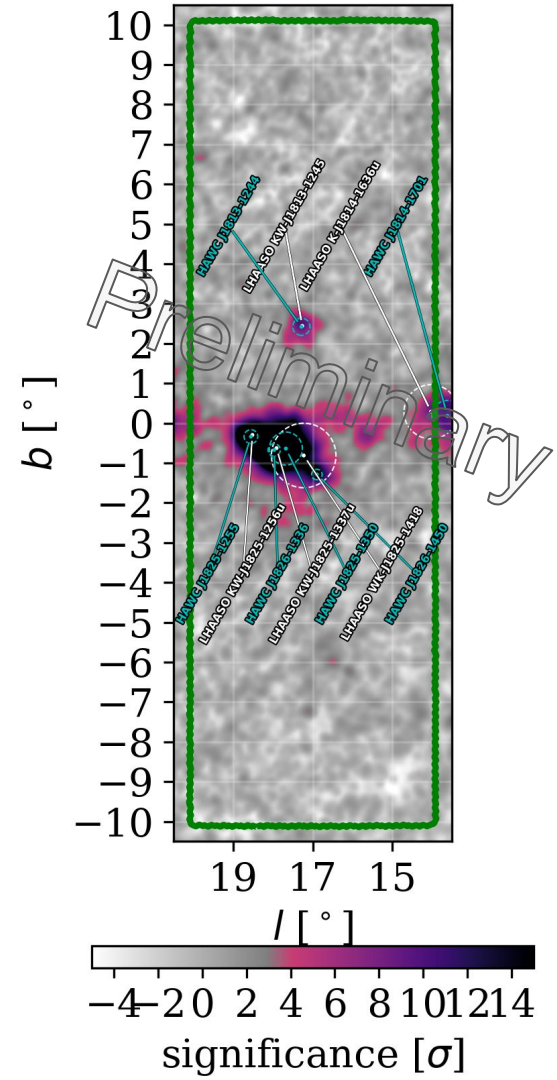 10
9
8
7
6
5
4
3
2
1
0
−1
−2
−3
−4
−5
−6
−7
−8
−9
−10
b [°]
HAWC J1813-1244
LHAASO KW-J1813-1245
LHAASO K-J1814-1636u
HAWC J1814-1701
Preliminary
HAWC J1825-1255
LHAASO KW-J1825-1256u
HAWC J1826-1336
LHAASO KW-J1825-1337u
HAWC J1825-1350
LHAASO WK-J1825-1418
HAWC J1826-1450
19 17 15
l [°]
−4 −2 0 2 4 6 8 10 12 14
significance [σ]